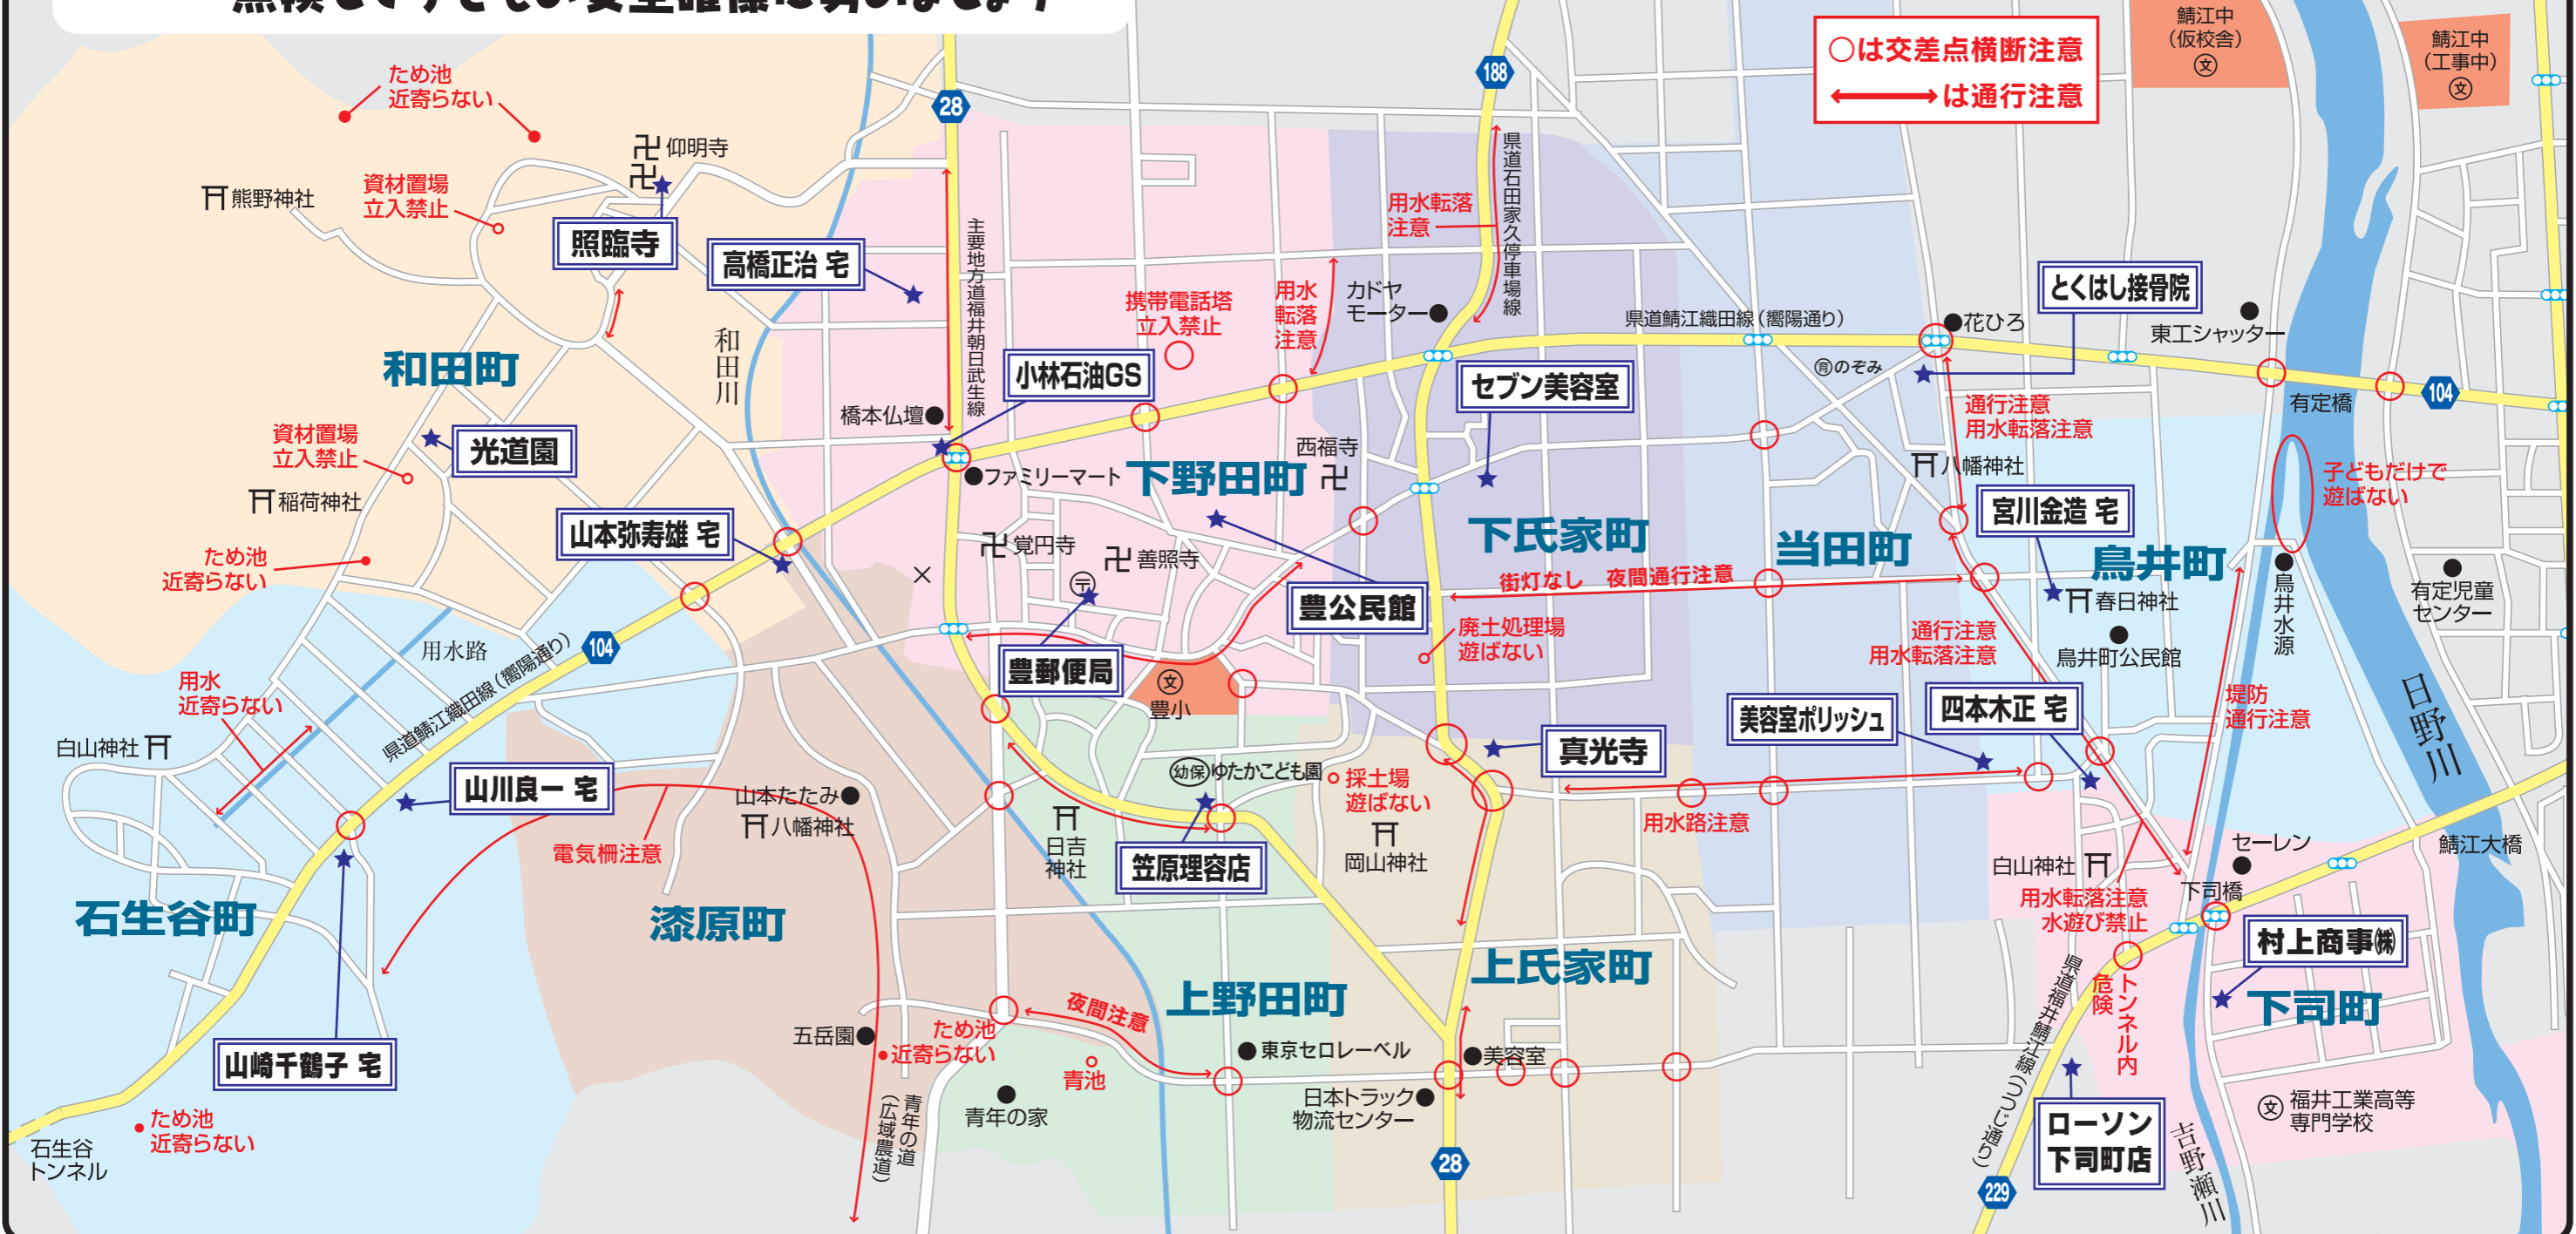 ○は交差点横断注意
は通行注意
鯖江中
（仮校舎）
文
鯖江中
（工事中）
文
ため池
近寄らない
28
188
仰明寺
熊野神社
資材置場
立入禁止
照臨寺
高橋正治 宅
主要地方道福井朝日武生線
県道石田家久停車場線
用水転落
注意
携帯電話塔
立入禁止
用水
転落
注意
カドヤ
モーター
県道鯖江織田線（嚮陽通り）
花ひろ
とくはし接骨院
東工シャッター
和田町
和田川
小林石油GS
橋本仏壇
セブン美容室
育のぞみ
104
有定橋
通行注意
用水転落注意
光道園
資材置場
立入禁止
稲荷神社
ファミリーマート
下野田町
西福寺
八幡神社
子どもだけで
遊ばない
山本弥寿雄 宅
覚円寺
善照寺
下氏家町
当田町
宮川金造 宅
鳥井町
ため池
近寄らない
〒
豊公民館
街灯なし 夜間通行注意
春日神社
鳥井水源
有定児童
センター
用水路
104
県道鯖江織田線（嚮陽通り）
豊郵便局
廃土処理場
遊ばない
通行注意
用水転落注意
鳥井町公民館
用水
近寄らない
文
豊小
美容室ポリッシュ
四本木正 宅
堤防
通行注意
日野川
白山神社
山川良一 宅
真光寺
幼保 ゆたかこども園
採土場
遊ばない
山本たたみ
八幡神社
電気柵注意
日吉
神社
笠原理容店
岡山神社
用水路注意
セーレン
鯖江大橋
白山神社
下司橋
用水転落注意
水遊び禁止
石生谷町
漆原町
上野田町
上氏家町
村上商事㈱
下司町
県道福井鯖江線（つつじ通り）
トンネル内
危険
山崎千鶴子 宅
五岳園
ため池
近寄らない
夜間注意
青池
東京セロレーベル
美容室
日本トラック
物流センター
青年の家
青年の道
（広域農道）
ため池
近寄らない
石生谷
トンネル
28
229
ローソン
下司町店
吉野瀬川
文
福井工業高等
専門学校